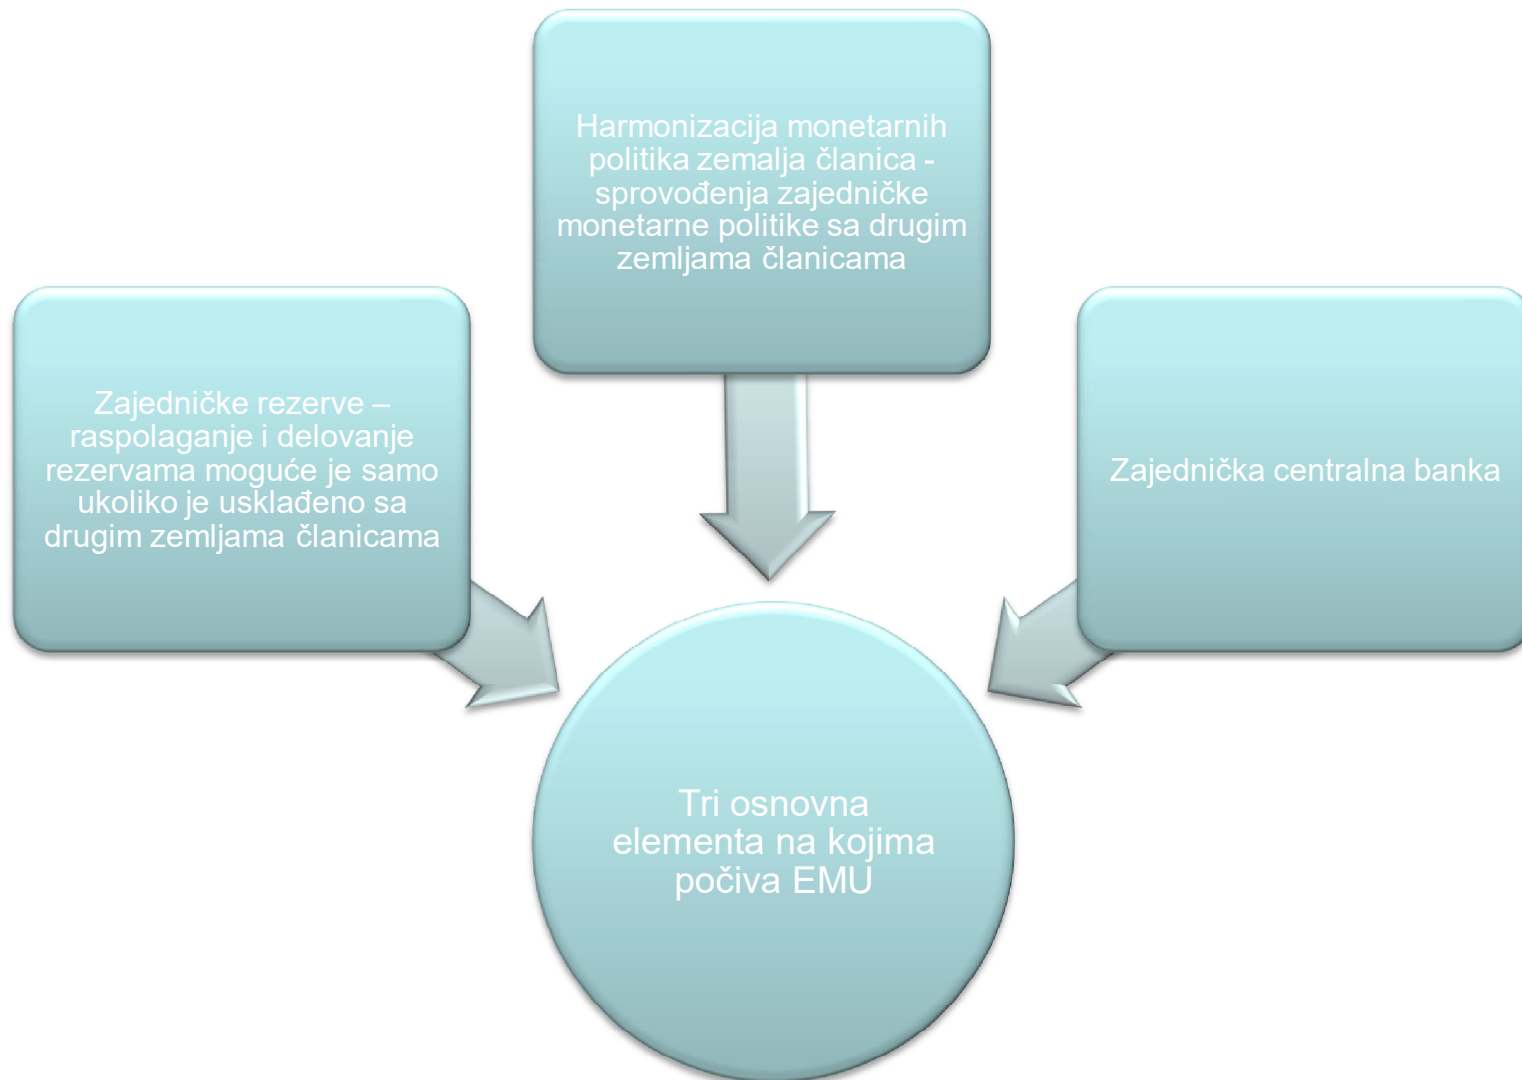 Harmonizacija monetarnih
politika zemalja članica -
sprovođenja zajedničke
monetarne politike sa drugim
zemljama članicama
Zajedničke rezerve –
raspolaganje i delovanje
rezervama moguće je samo
ukoliko je usklađeno sa
drugim zemljama članicama
Zajednička centralna banka
Tri osnovna
elementa na kojima
počiva EMU